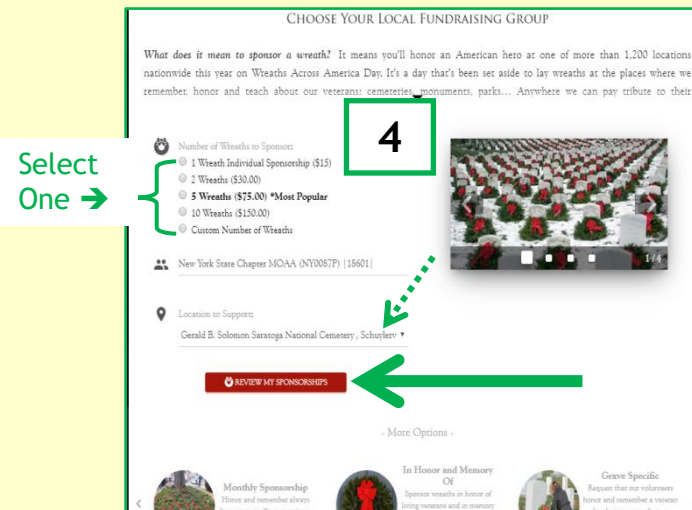 CHOOSE YOUR LOCAL FUNDRAISING GROUP
What does it mean to sponsor a wreath? It means you'll honor an American hero at one of more than 1,200 locations
nationwide this year on Wreaths Across America Day. It's a day that's been set aside to lay wreaths at the places where we
remember, honor and teach about our veterans: cemeteries, monuments, parks... Anywhere we can pay tribute to their
4
Select
One ➔
Number of Wreaths to Sponsor:
1 Wreath Individual Sponsorship ($15)
2 Wreaths ($30.00)
5 Wreaths ($75.00) *Most Popular
10 Wreaths ($150.00)
Custom Number of Wreaths
1/4
New York State Chapter MOAA (NY0087P) | 18601|
Location to Support:
Gerald B. Solomon Saratoga National Cemetery , Schuylerv
REVIEW MY SPONSORSHIPS
- More Options -
Monthly Sponsorship
Honor and remember always
In Honor and Memory
Of
Sponsor wreaths in honor of
living veterans and in memory
Grave Specific
Request that our volunteers
honor and remember a veteran